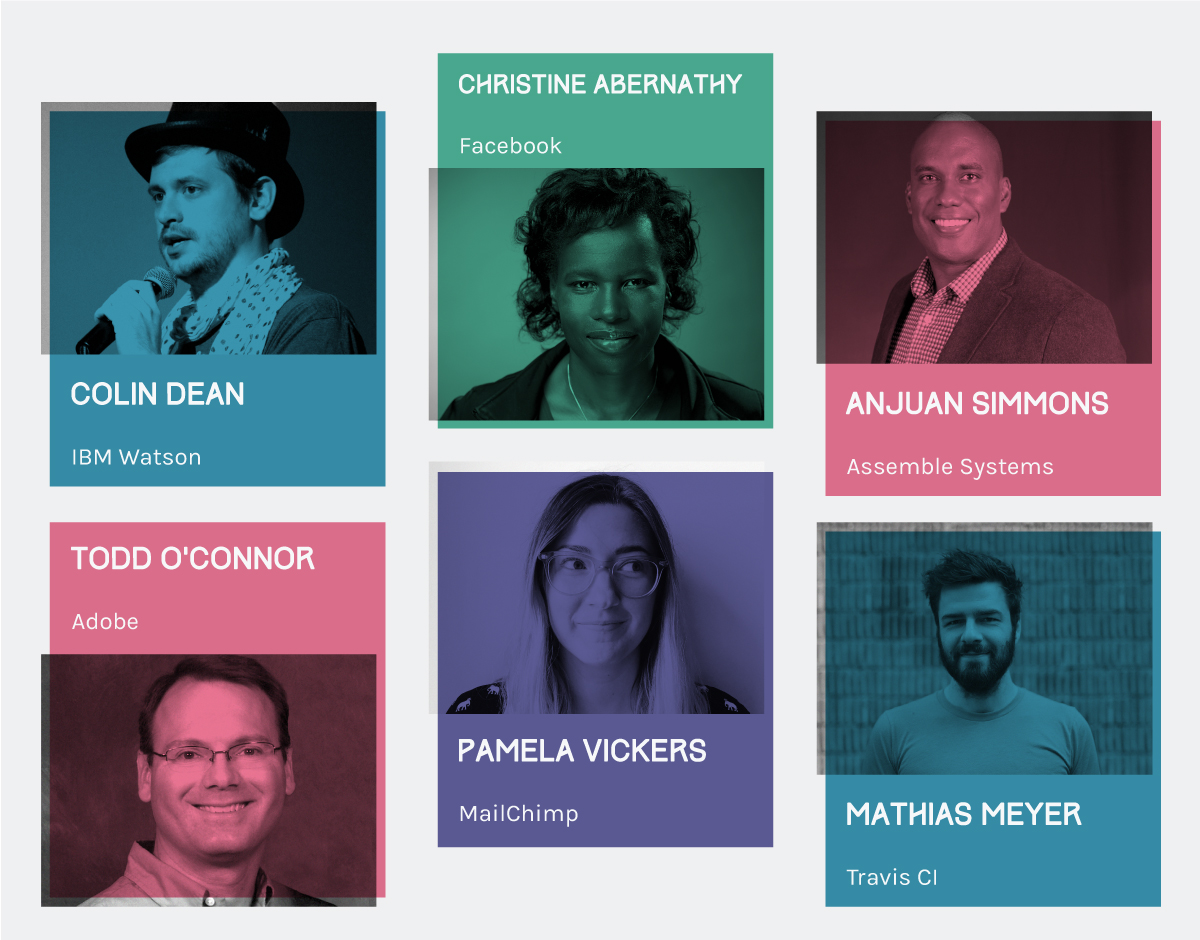 CHRISTINE ABERNATHY
Facebook
COLIN DEAN
IBM Watson
ANJUAN SIMMONS
Assemble Systems
TODD O'CONNOR
Adobe
PAMELA VICKERS
MailChimp
MATHIAS MEYER
Travis CI